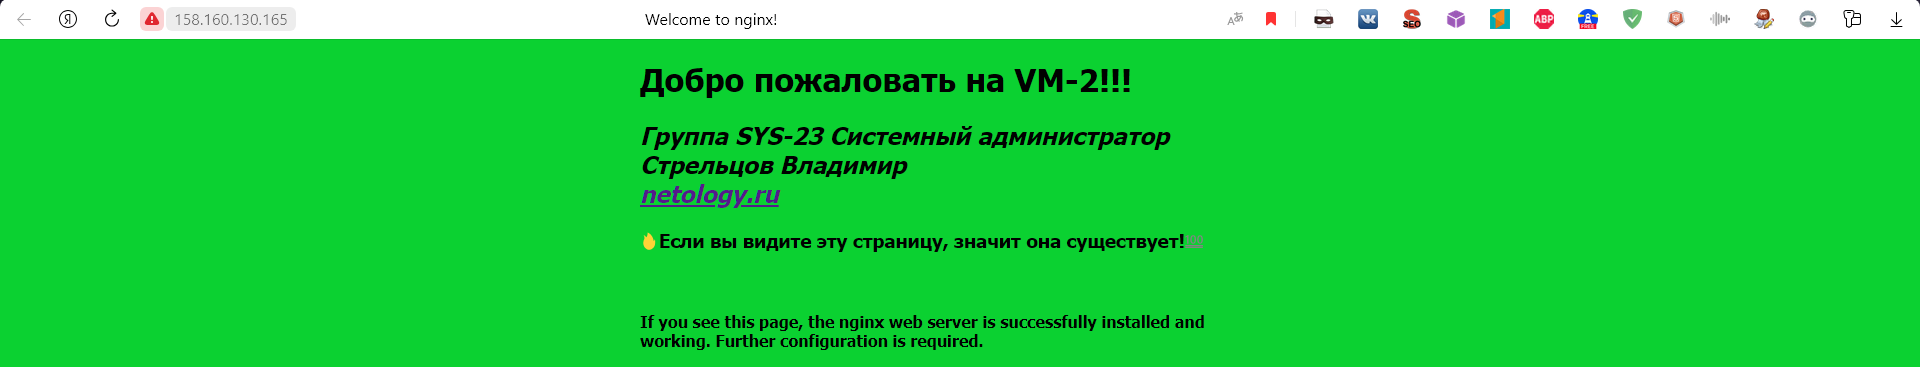 158.160.130.165
Welcome to nginx!
SEO
ABP
FREE
Добро пожаловать на VM-2!!!
Группа SYS-23 Системный администратор
Стрельцов Владимир
netology.ru
Если вы видите эту страницу, значит она существует!
If you see this page, the nginx web server is successfully installed and
working. Further configuration is required.